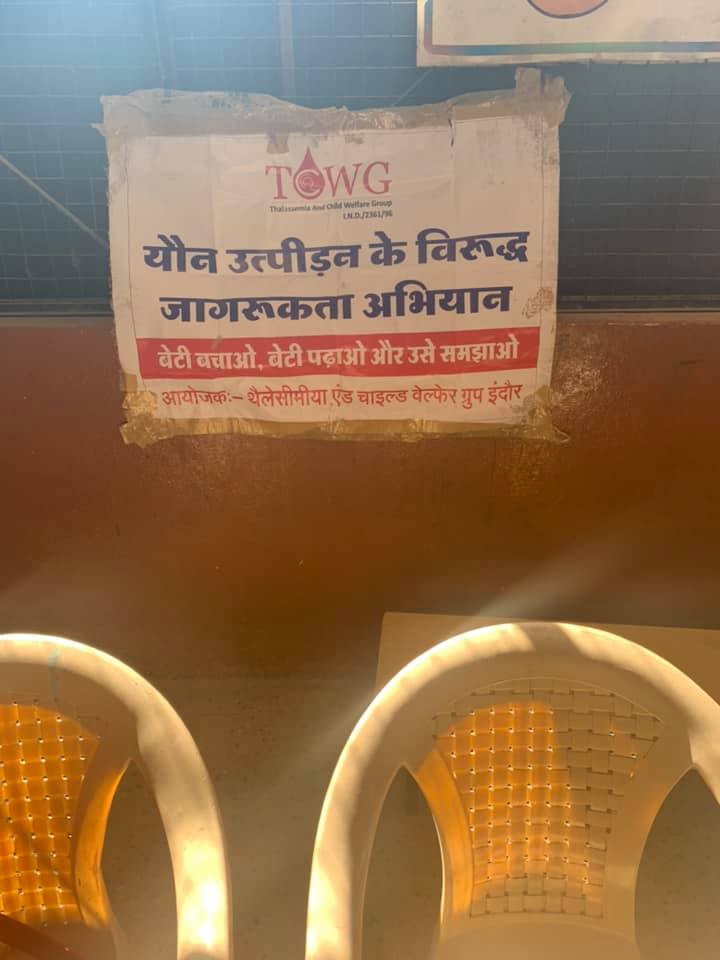 TCWG
Thalassemia And Child Welfare Group
I.N.D./2361/96
यौन उत्पीड़न के विरूद्ध
जागरूकता अभियान
बेटी बचाओ, बेटी पढ़ाओ और उसे समझाओ
आयोजक:– थैलेसीमीया एंड चाइल्ड वेल्फेर ग्रुप इंदौर